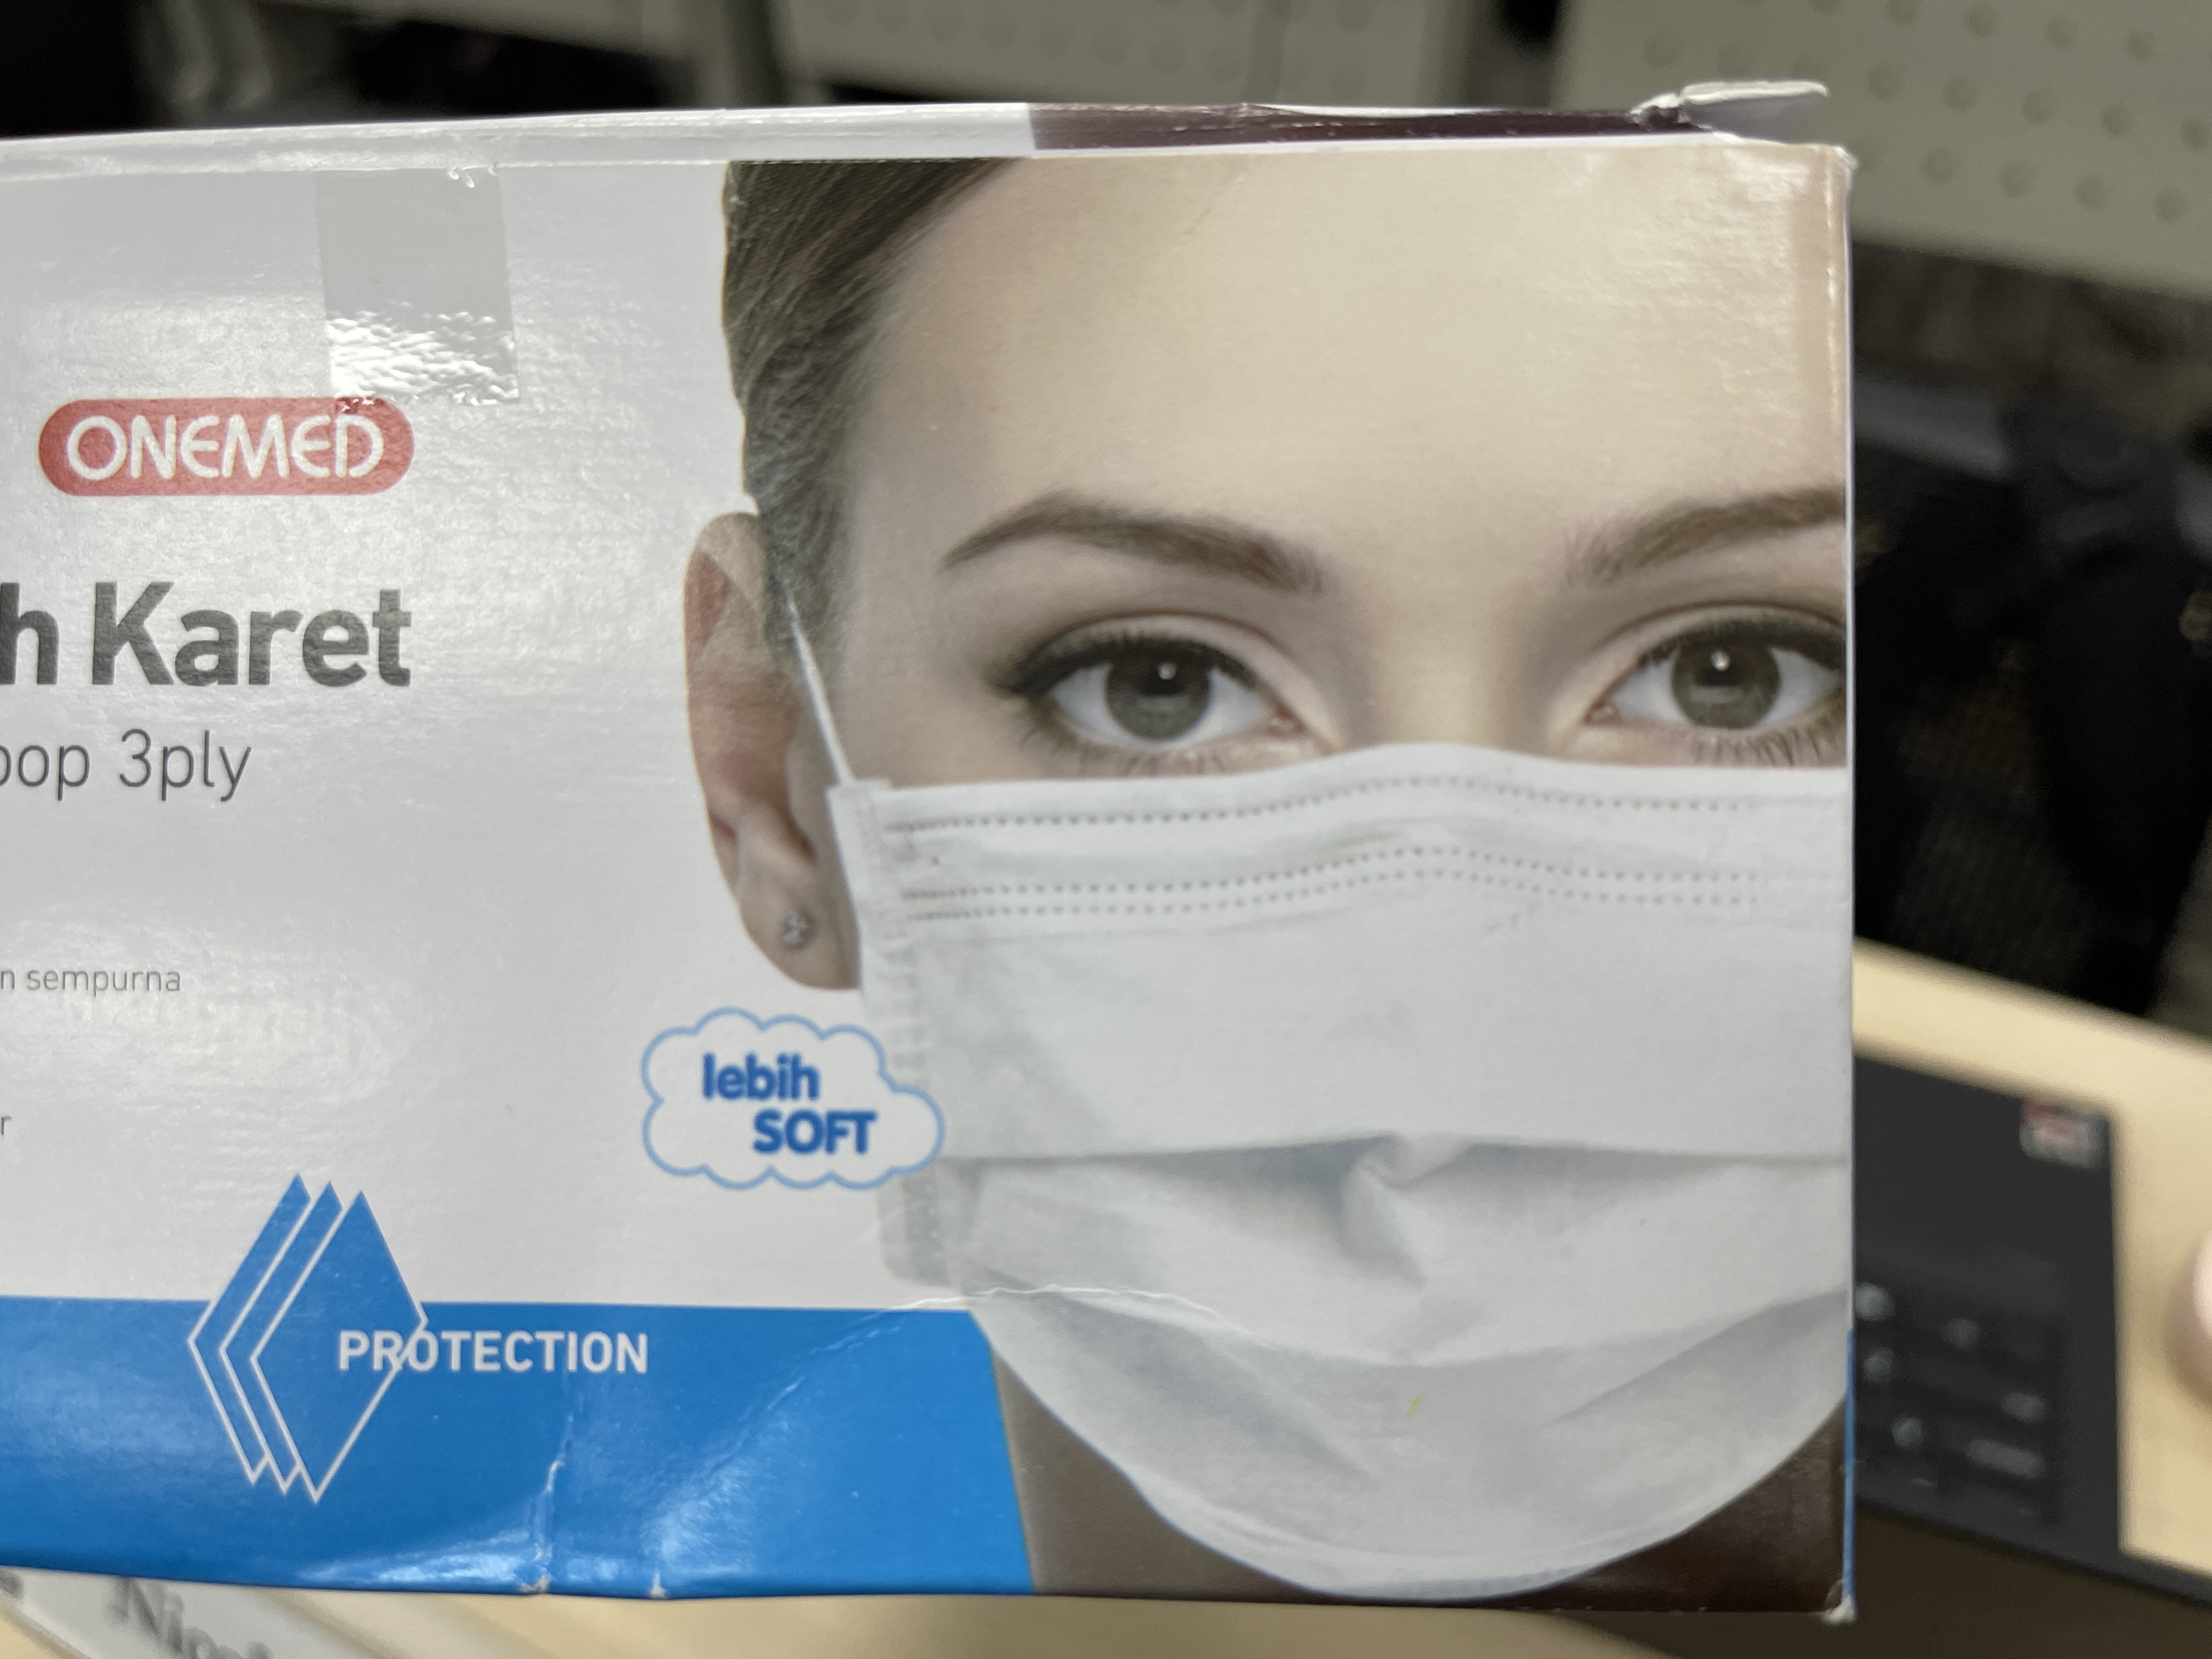 ONEMED
h Karet
oop 3ply
n sempurna
r
lebih
SOFT
PROTECTION